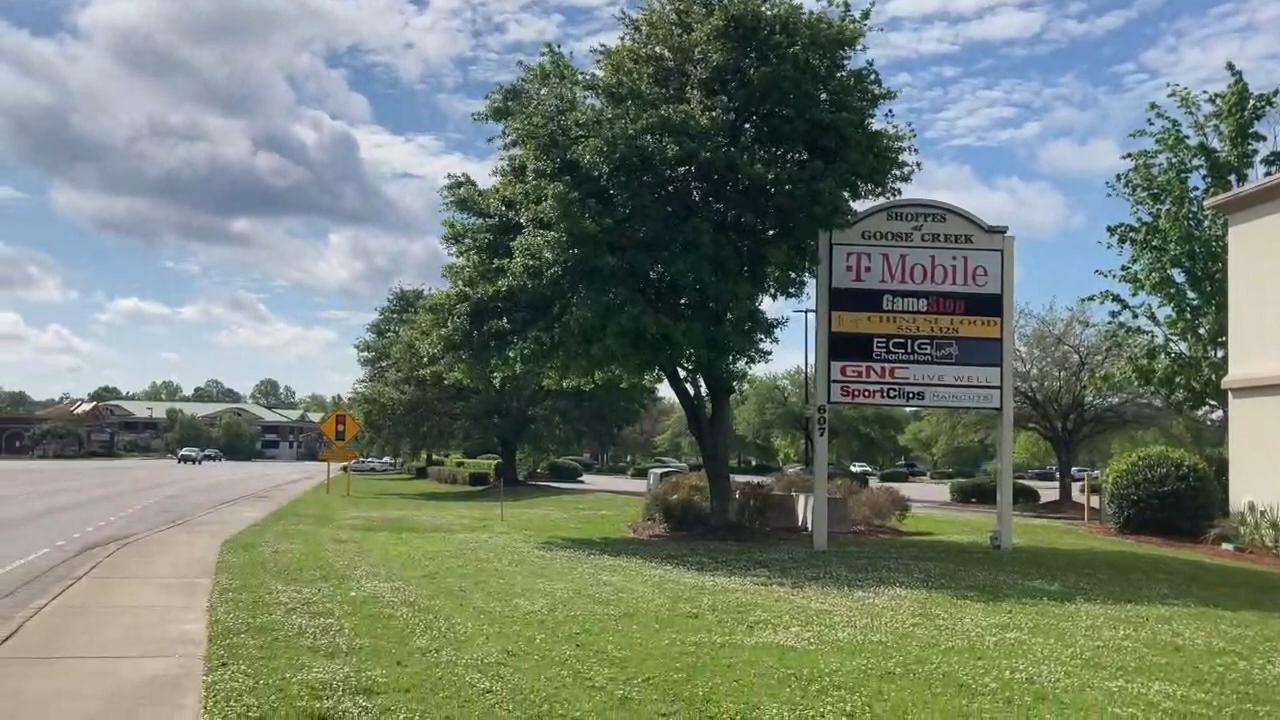 SHOPPES
at
GOOSE CREEK
T Mobile
GameStop
CHINESE FOOD
553-3328
ECIG
Charleston
GNC LIVE WELL
SportClips HAIRCUTS
607